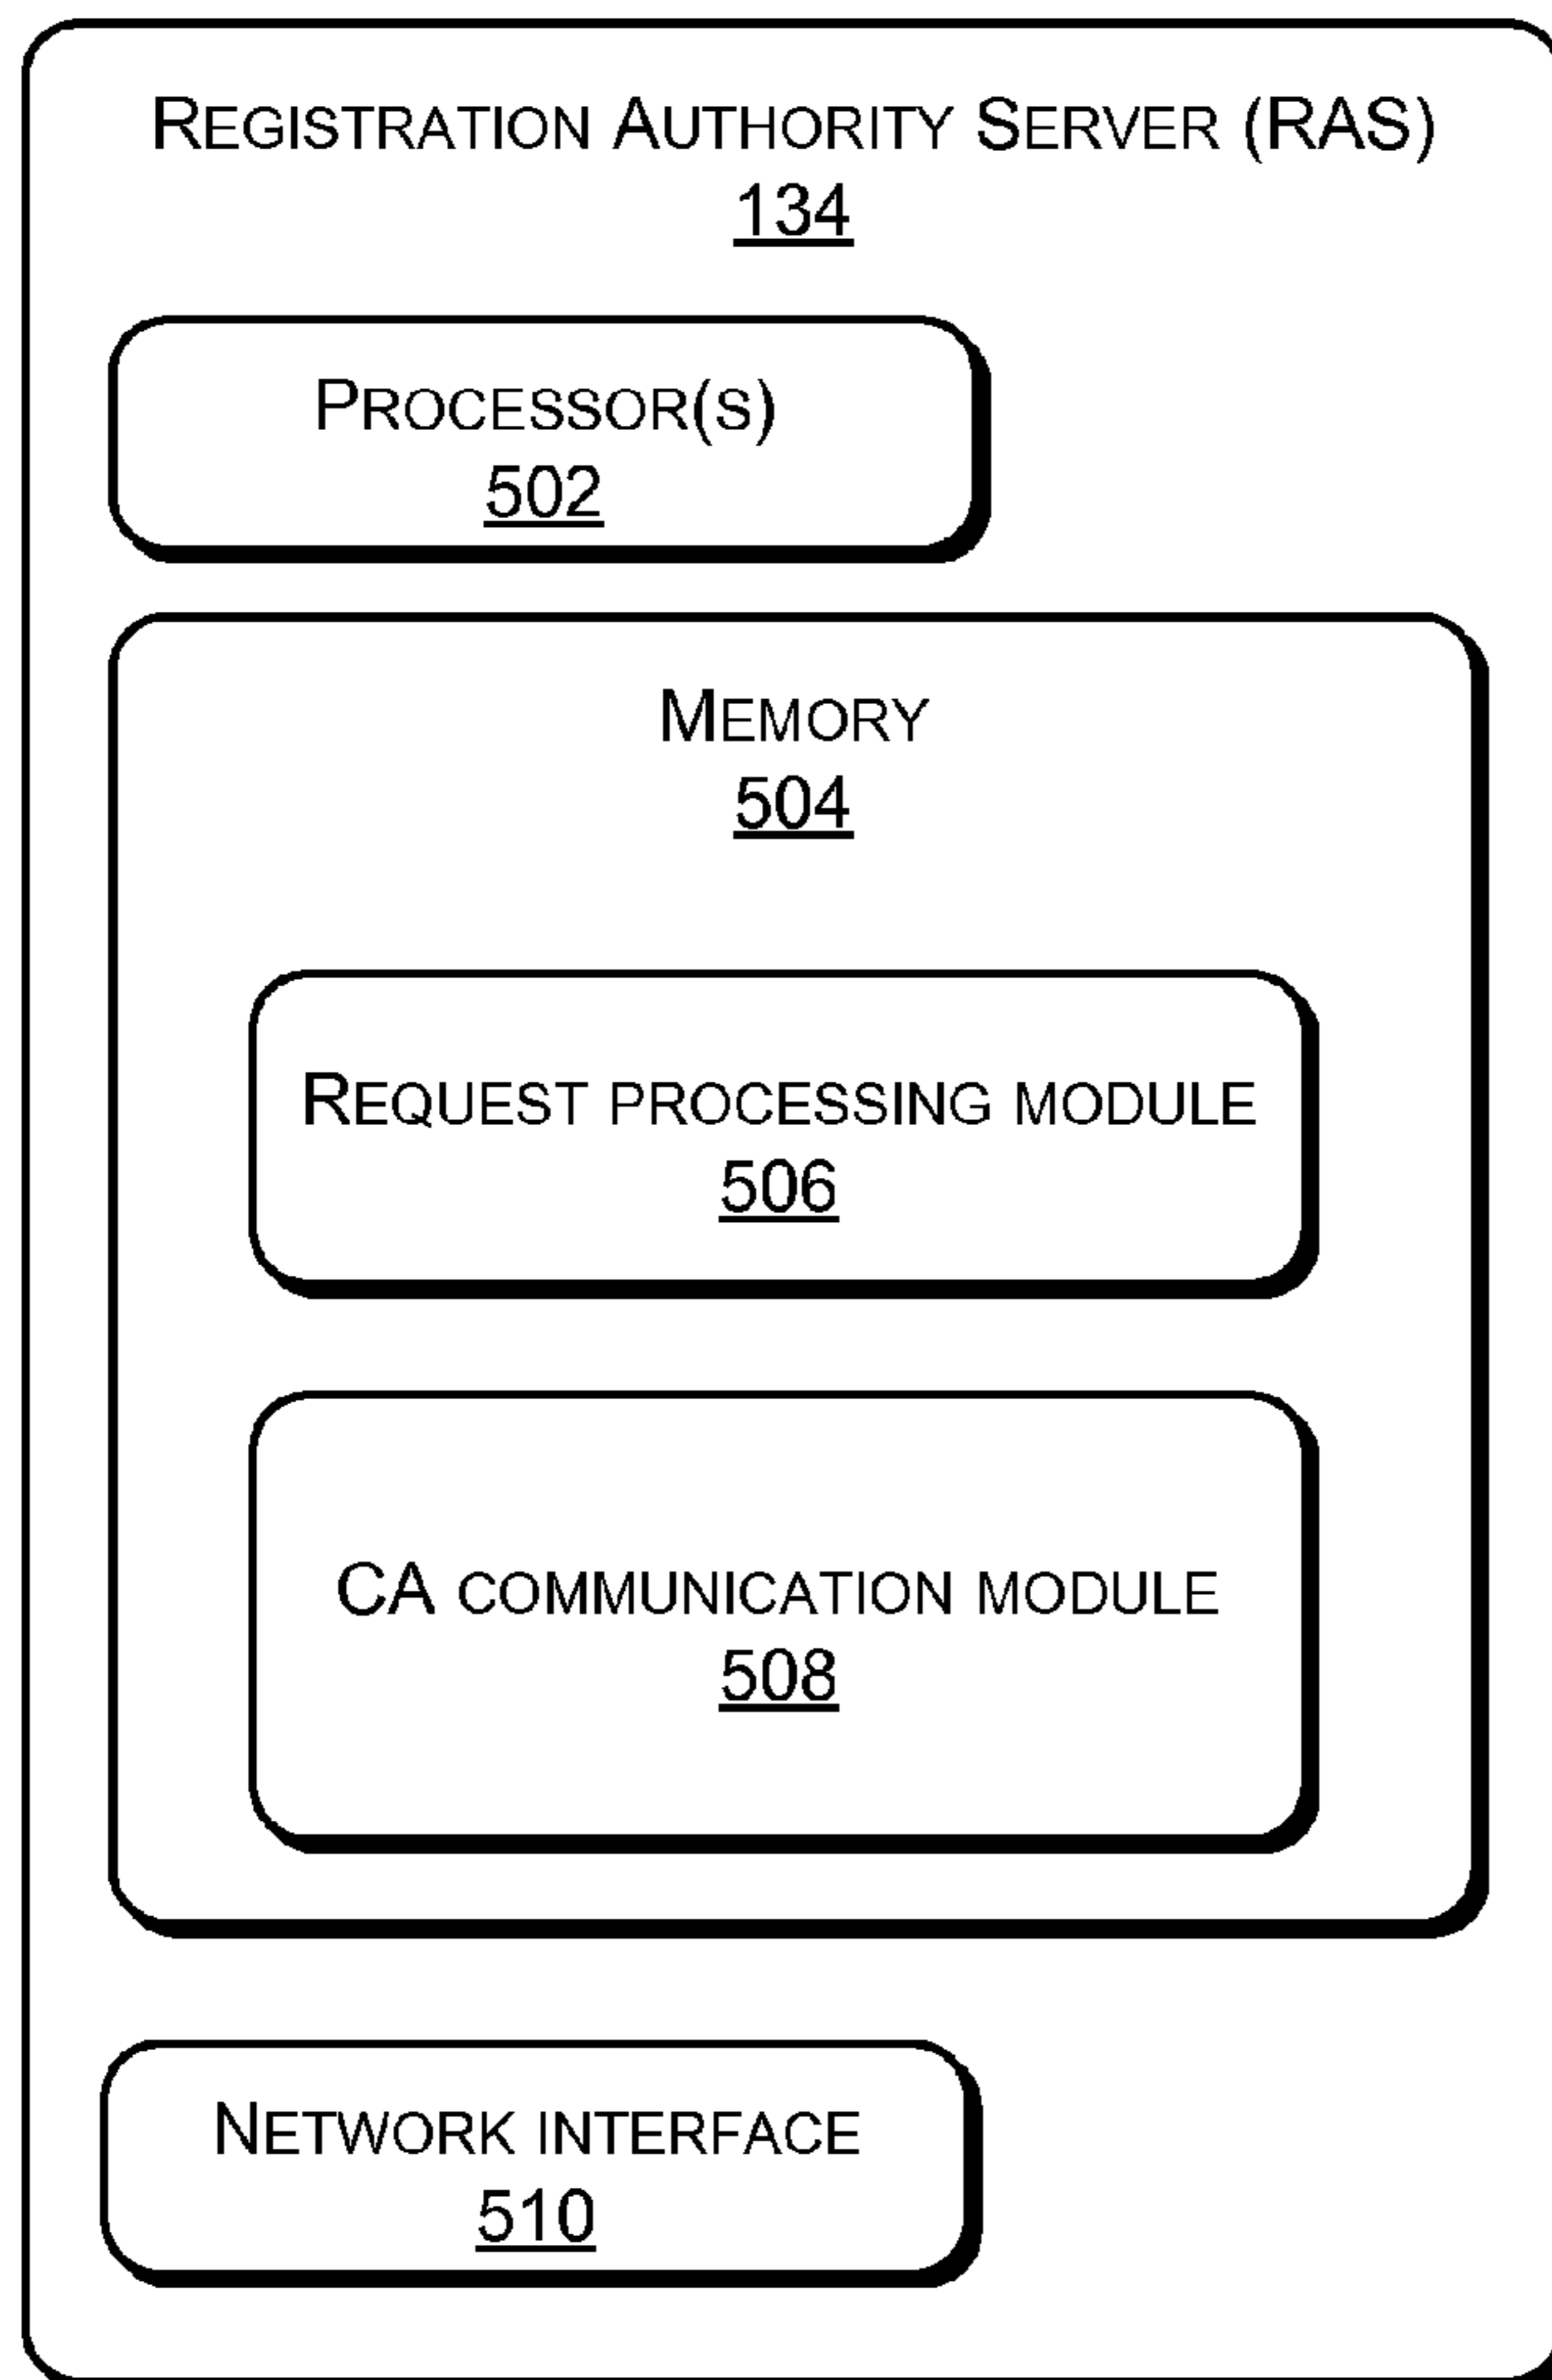 REGISTRATION AUTHORITY SERVER (RAS)
134
PROCESSOR(S)
502
MEMORY
504
REQUEST PROCESSING MODULE
506
CA COMMUNICATION MODULE
508
NETWORK INTERFACE
510